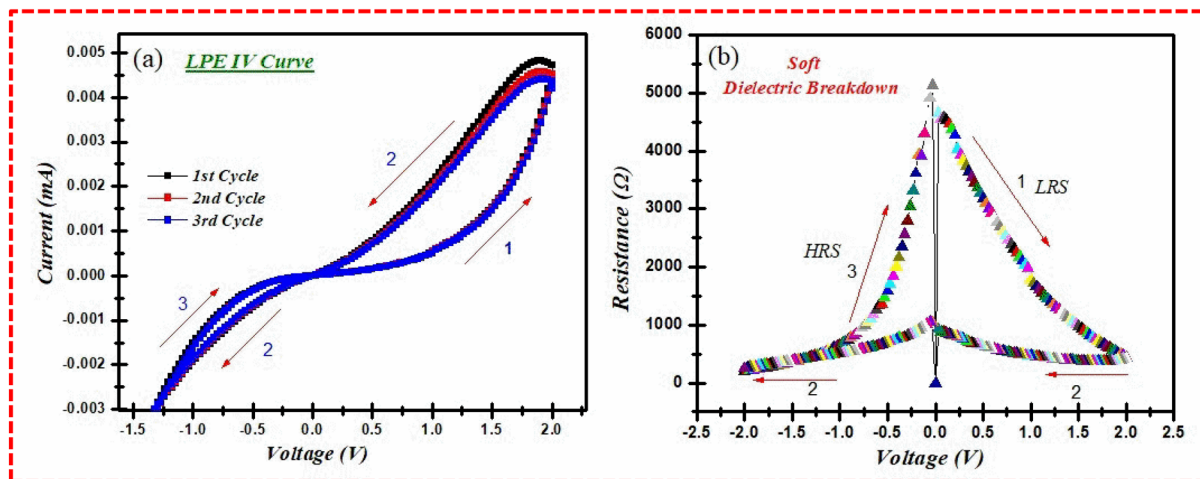 (a)
LPE IV Curve
0.005
0.004
0.003
0.002
0.001
0.000
-0.001
-0.002
-0.003
Current (mA)
1st Cycle
2nd Cycle
3rd Cycle
2
1
3
2
-1.5 -1.0 -0.5 0.0 0.5 1.0 1.5 2.0
Voltage (V)
(b)
Soft
Dielectric Breakdown
6000
5000
4000
3000
2000
1000
0
Resistance (Ω)
1 LRS
HRS
3
2
2
-2.5 -2.0 -1.5 -1.0 -0.5 0.0 0.5 1.0 1.5 2.0 2.5
Voltage (V)